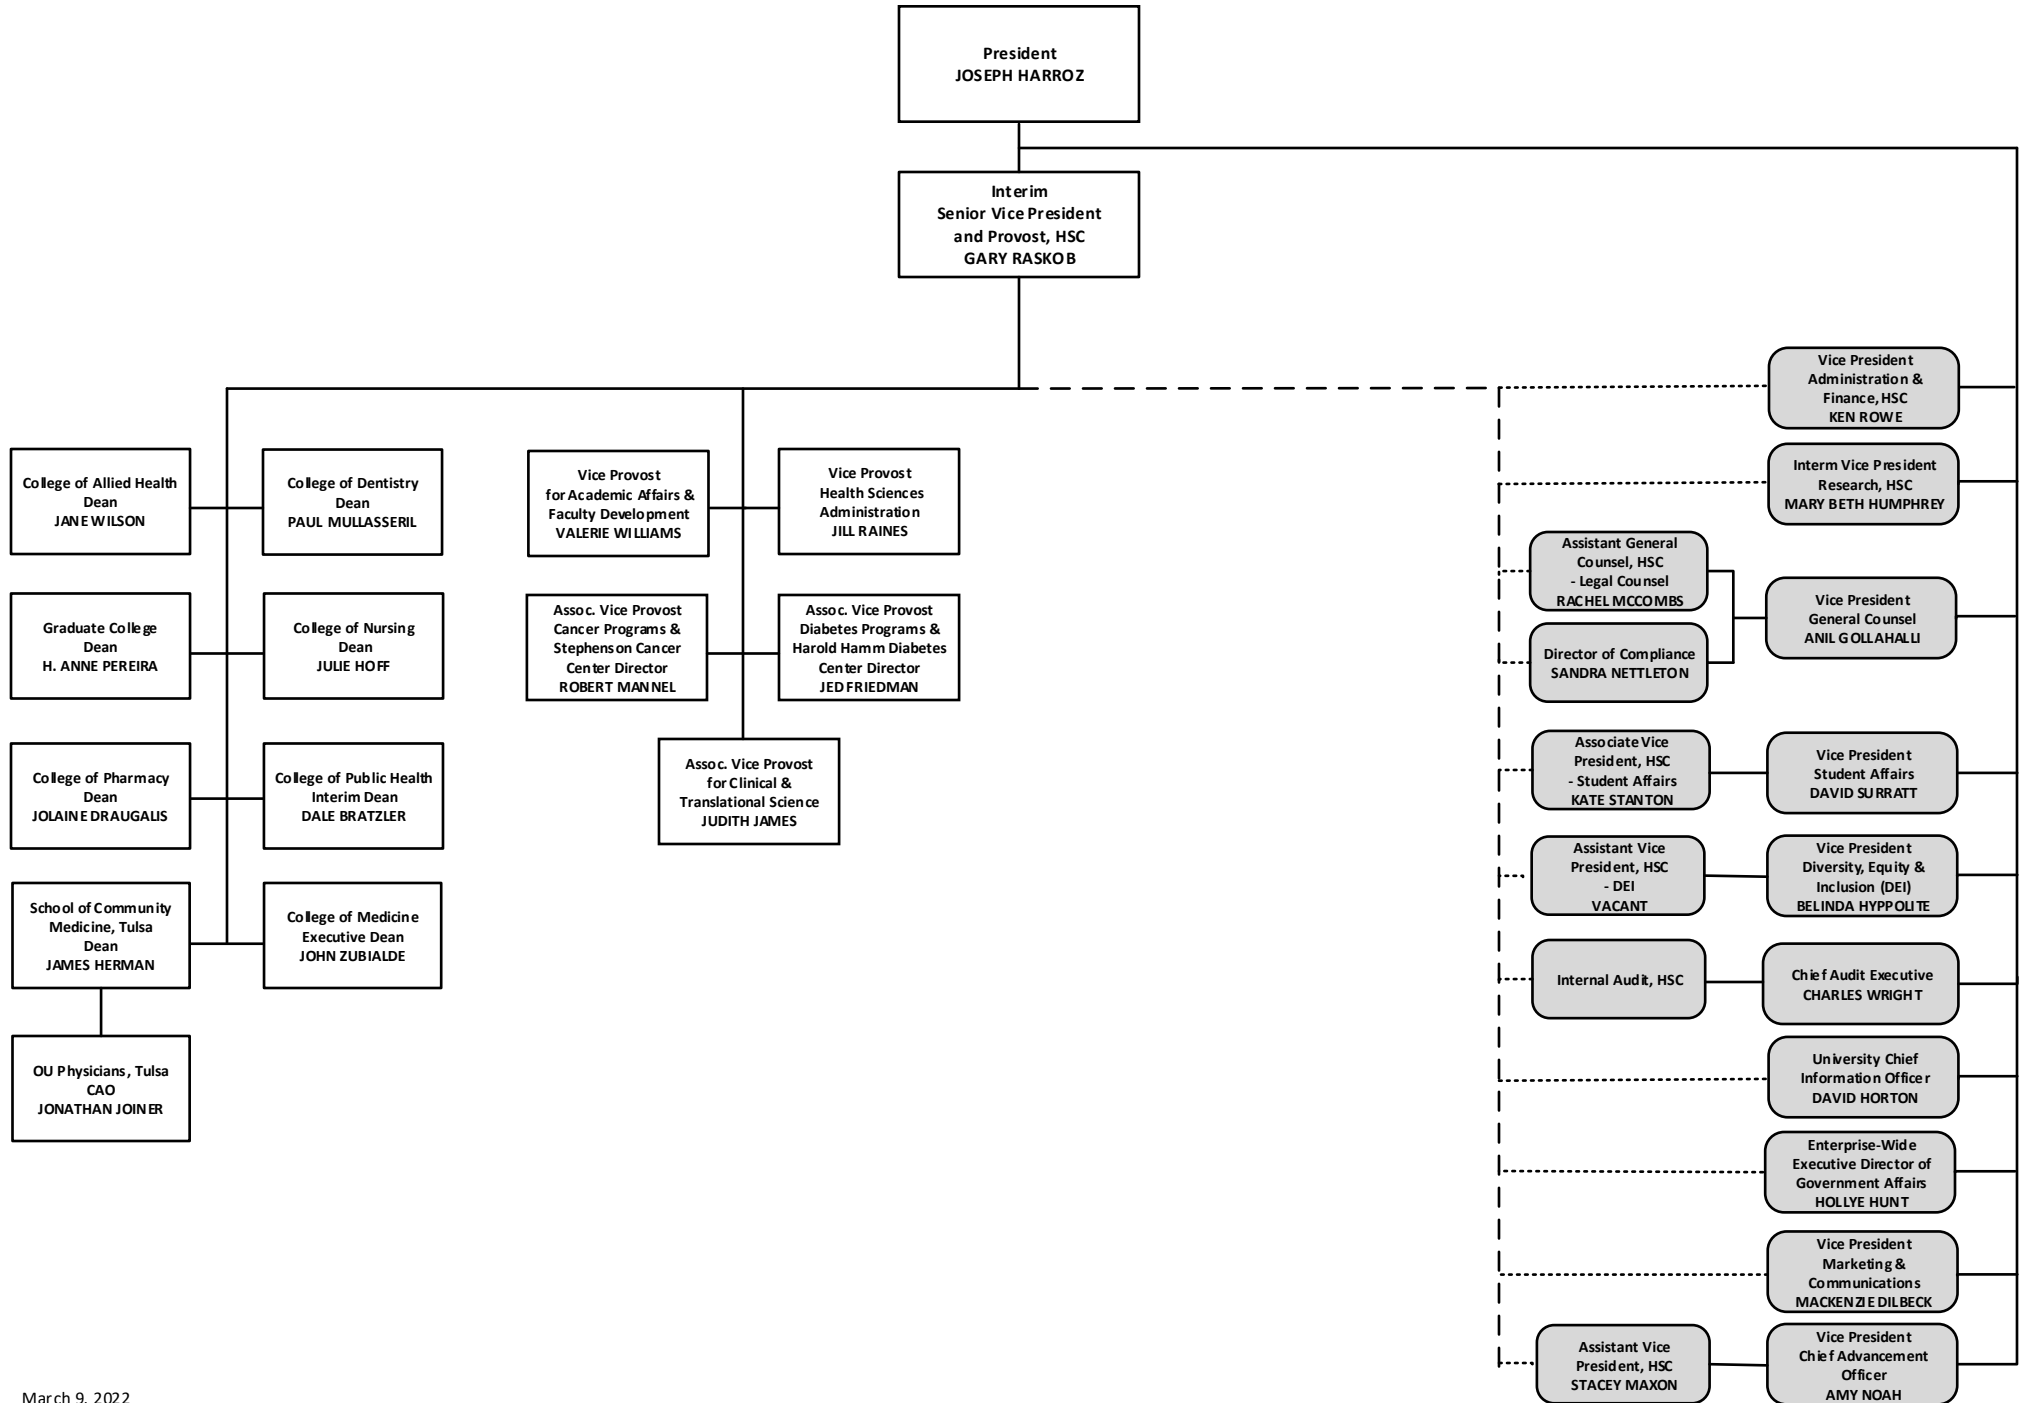 President
JOSEPH HARROZ
Interim
Senior Vice President
and Provost, HSC
GARY RASKOB
College of Allied Health
Dean
JANE WILSON
College of Dentistry
Dean
PAUL MULLASSERIL
Graduate College
Dean
H. ANNE PEREIRA
College of Nursing
Dean
JULIE HOFF
College of Pharmacy
Dean
JOLAINE DRAUGALIS
College of Public Health
Interim Dean
DALE BRATZLER
School of Community
Medicine, Tulsa
Dean
JAMES HERMAN
College of Medicine
Executive Dean
JOHN ZUBIALDE
OU Physicians, Tulsa
CAO
JONATHAN JOINER
Vice Provost
for Academic Affairs &
Faculty Development
VALERIE WILLIAMS
Vice Provost
Health Sciences
Administration
JILL RAINES
Assoc. Vice Provost
Cancer Programs &
Stephenson Cancer
Center Director
ROBERT MANNEL
Assoc. Vice Provost
Diabetes Programs &
Harold Hamm Diabetes
Center Director
JED FRIEDMAN
Assoc. Vice Provost
for Clinical &
Translational Science
JUDITH JAMES
Vice President
Administration &
Finance, HSC
KEN ROWE
Interm Vice President
Research, HSC
MARY BETH HUMPHREY
Assistant General
Counsel, HSC
- Legal Counsel
RACHEL MCCOMBS
Director of Compliance
SANDRA NETTLETON
Vice President
General Counsel
ANIL GOLLAHALLI
Associate Vice
President, HSC
- Student Affairs
KATE STANTON
Vice President
Student Affairs
DAVID SURRATT
Assistant Vice
President, HSC
- DEI
VACANT
Vice President
Diversity, Equity &
Inclusion (DEI)
BELINDA HYPPOLITE
Internal Audit, HSC
Chief Audit Executive
CHARLES WRIGHT
University Chief
Information Officer
DAVID HORTON
Enterprise-Wide
Executive Director of
Government Affairs
HOLLYE HUNT
Vice President
Marketing &
Communications
MACKENZIE DILBECK
Assistant Vice
President, HSC
STACEY MAXON
Vice President
Chief Advancement
Officer
AMY NOAH
March 9, 2022